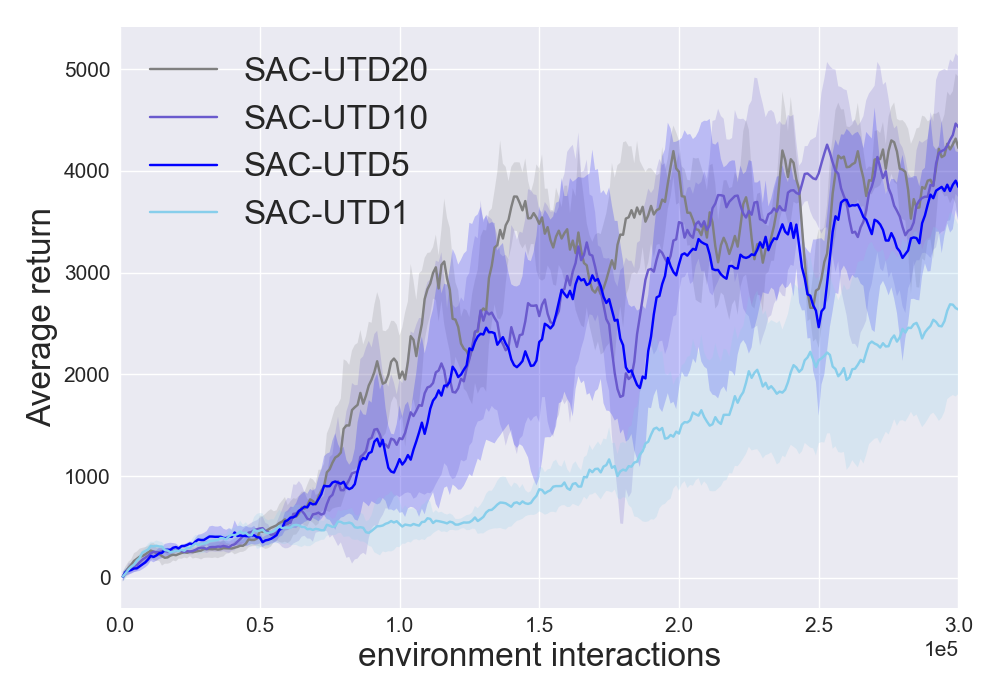 SAC-UTD20
SAC-UTD10
SAC-UTD5
SAC-UTD1
Average return
5000
4000
3000
2000
1000
0
0.0 0.5 1.0 1.5 2.0 2.5 3.0
1e5
environment interactions